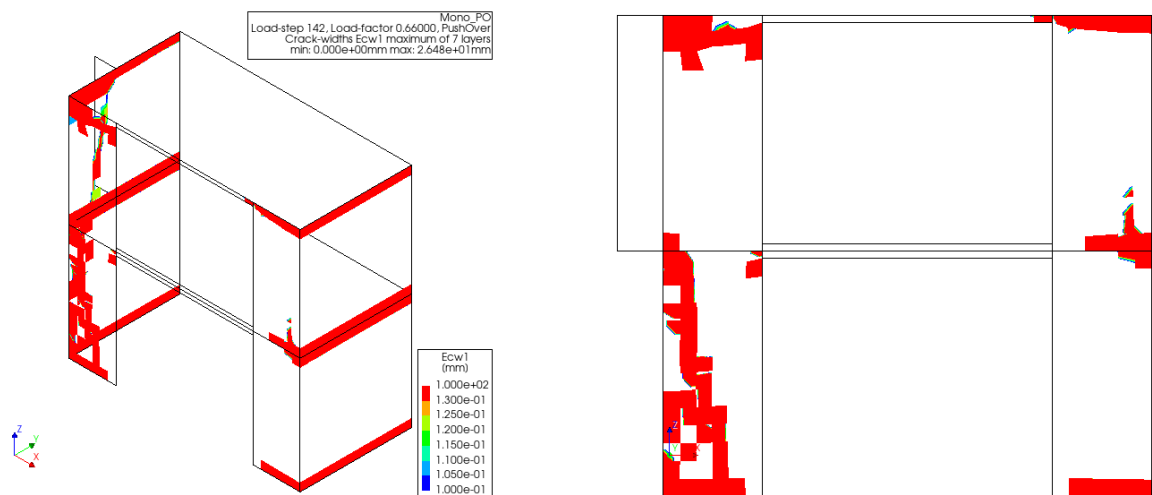 Mono_PO
Load-step 142, Load-factor 0.66000, PushOver
Crack-widths Ecw1 maximum of 7 layers
min: 0.000e+00mm max: 2.648e+01mm
Ecw1
(mm)
1.000e+02
1.300e-01
1.250e-01
1.200e-01
1.150e-01
1.100e-01
1.050e-01
1.000e-01
Z
Y
X
Z
Y
X